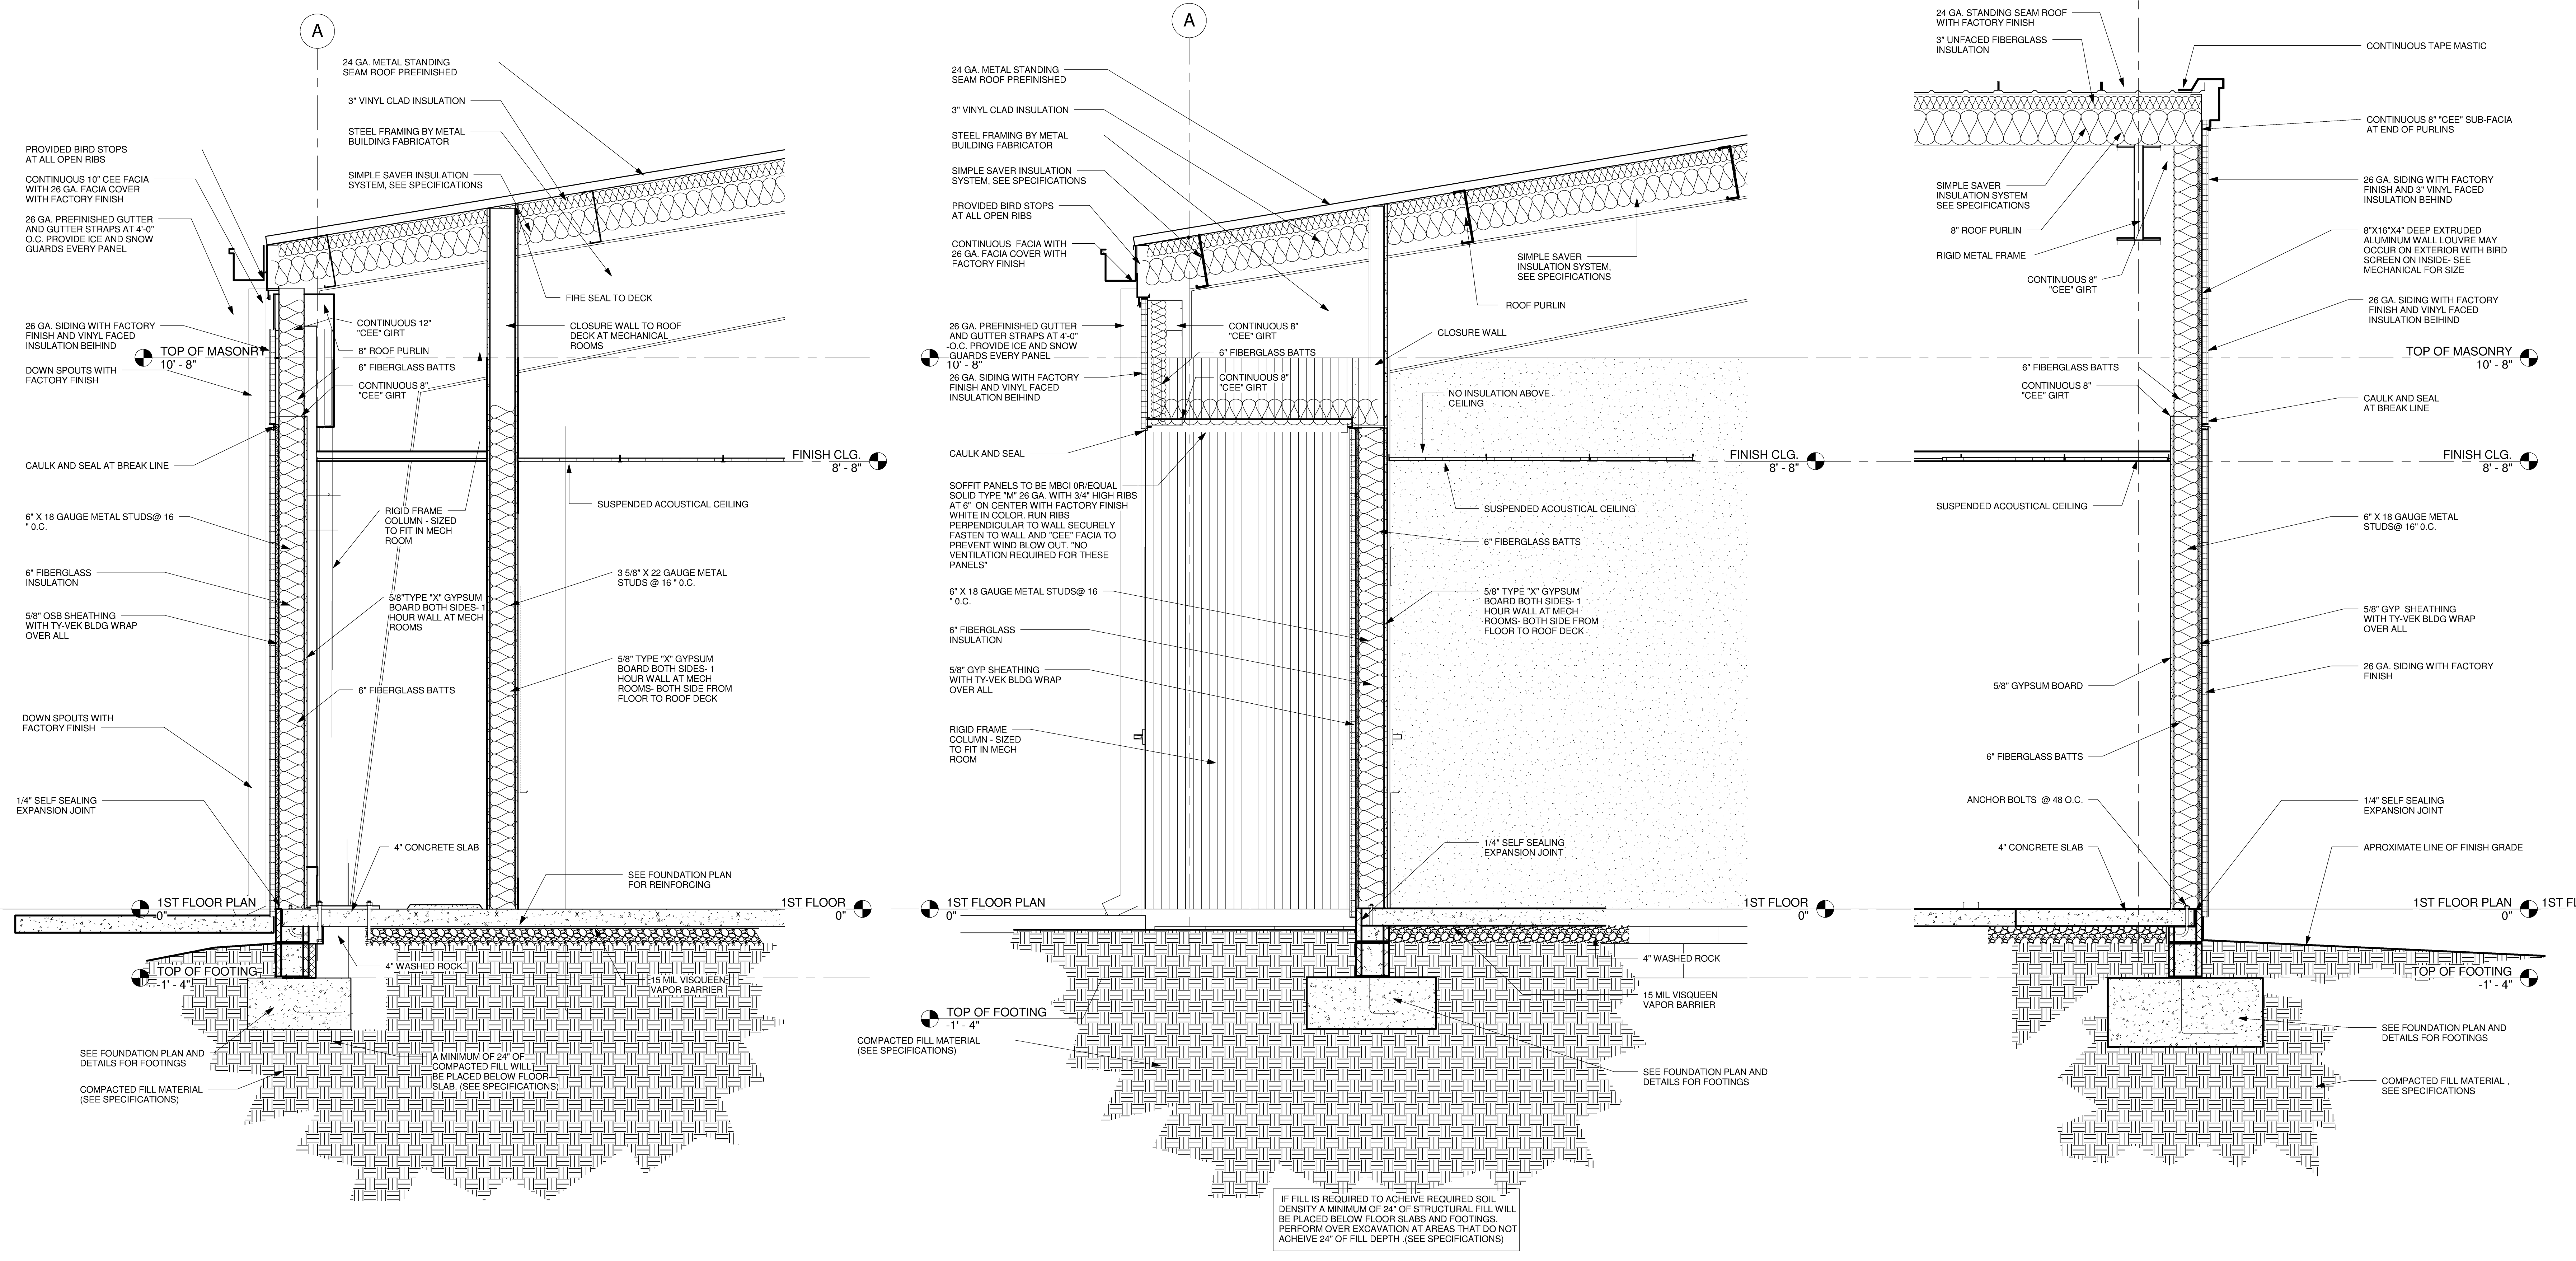 A
24 GA. METAL STANDING
SEAM ROOF PREFINISHED
3" VINYL CLAD INSULATION
STEEL FRAMING BY METAL
BUILDING FABRICATOR
SIMPLE SAVER INSULATION
SYSTEM, SEE SPECIFICATIONS
PROVIDED BIRD STOPS
AT ALL OPEN RIBS
CONTINUOUS 10" CEE FACIA
WITH 26 GA. FACIA COVER
WITH FACTORY FINISH
26 GA. PREFINISHED GUTTER
AND GUTTER STRAPS AT 4'-0"
O.C. PROVIDE ICE AND SNOW
GUARDS EVERY PANEL
FIRE SEAL TO DECK
26 GA. SIDING WITH FACTORY
FINISH AND VINYL FACED
INSULATION BEIHIND
TOP OF MASONRY
10' - 8"
DOWN SPOUTS WITH
FACTORY FINISH
CONTINUOUS 12"
"CEE" GIRT
8" ROOF PURLIN
6" FIBERGLASS BATTS
CONTINUOUS 8"
"CEE" GIRT
CLOSURE WALL TO ROOF
DECK AT MECHANICAL
ROOMS
CAULK AND SEAL AT BREAK LINE
FINISH CLG.
8' - 8"
SUSPENDED ACOUSTICAL CEILING
6" X 18 GAUGE METAL STUDS@ 16
" 0.C.
RIGID FRAME
COLUMN - SIZED
TO FIT IN MECH
ROOM
6" FIBERGLASS
INSULATION
3 5/8" X 22 GAUGE METAL
STUDS @ 16 " 0.C.
5/8" OSB SHEATHING
WITH TY-VEK BLDG WRAP
OVER ALL
5/8"TYPE "X" GYPSUM
BOARD BOTH SIDES- 1
HOUR WALL AT MECH
ROOMS
5/8" TYPE "X" GYPSUM
BOARD BOTH SIDES- 1
HOUR WALL AT MECH
ROOMS- BOTH SIDE FROM
FLOOR TO ROOF DECK
6" FIBERGLASS BATTS
DOWN SPOUTS WITH
FACTORY FINISH
1/4" SELF SEALING
EXPANSION JOINT
4" CONCRETE SLAB
SEE FOUNDATION PLAN
FOR REINFORCING
1ST FLOOR PLAN
0"
1ST FLOOR
0"
4" WASHED ROCK
TOP OF FOOTING
-1' - 4"
15 MIL VISQUEEN
VAPOR BARRIER
SEE FOUNDATION PLAN AND
DETAILS FOR FOOTINGS
A MINIMUM OF 24" OF
COMPACTED FILL WILL
BE PLACED BELOW FLOOR
SLAB. (SEE SPECIFICATIONS)
COMPACTED FILL MATERIAL
(SEE SPECIFICATIONS)
A
24 GA. METAL STANDING
SEAM ROOF PREFINISHED
3" VINYL CLAD INSULATION
STEEL FRAMING BY METAL
BUILDING FABRICATOR
SIMPLE SAVER INSULATION
SYSTEM, SEE SPECIFICATIONS
PROVIDED BIRD STOPS
AT ALL OPEN RIBS
CONTINUOUS  FACIA WITH
26 GA. FACIA COVER WITH
FACTORY FINISH
SIMPLE SAVER
INSULATION SYSTEM,
SEE SPECIFICATIONS
ROOF PURLIN
26 GA. PREFINISHED GUTTER
AND GUTTER STRAPS AT 4'-0"
O.C. PROVIDE ICE AND SNOW
GUARDS EVERY PANEL
10' - 8"
CONTINUOUS 8"
"CEE" GIRT
CLOSURE WALL
6" FIBERGLASS BATTS
26 GA. SIDING WITH FACTORY
FINISH AND VINYL FACED
INSULATION BEIHIND
CONTINUOUS 8"
"CEE" GIRT
NO INSULATION ABOVE
CEILING
CAULK AND SEAL
FINISH CLG.
8' - 8"
SOFFIT PANELS TO BE MBCI 0R/EQUAL
SOLID TYPE "M" 26 GA. WITH 3/4" HIGH RIBS
AT 6"  ON CENTER WITH FACTORY FINISH
WHITE IN COLOR. RUN RIBS
PERPENDICULAR TO WALL SECURELY
FASTEN TO WALL AND "CEE" FACIA TO
PREVENT WIND BLOW OUT. "NO
VENTILATION REQUIRED FOR THESE
PANELS"
SUSPENDED ACOUSTICAL CEILING
6" FIBERGLASS BATTS
6" X 18 GAUGE METAL STUDS@ 16
" 0.C.
5/8" TYPE "X" GYPSUM
BOARD BOTH SIDES- 1
HOUR WALL AT MECH
ROOMS- BOTH SIDE FROM
FLOOR TO ROOF DECK
6" FIBERGLASS
INSULATION
5/8" GYP SHEATHING
WITH TY-VEK BLDG WRAP
OVER ALL
RIGID FRAME
COLUMN - SIZED
TO FIT IN MECH
ROOM
1/4" SELF SEALING
EXPANSION JOINT
1ST FLOOR PLAN
0"
1ST FLOOR
0"
4" WASHED ROCK
15 MIL VISQUEEN
VAPOR BARRIER
TOP OF FOOTING
-1' - 4"
COMPACTED FILL MATERIAL
(SEE SPECIFICATIONS)
SEE FOUNDATION PLAN AND
DETAILS FOR FOOTINGS
IF FILL IS REQUIRED TO ACHEIVE REQUIRED SOIL
DENSITY A MINIMUM OF 24" OF STRUCTURAL FILL WILL
BE PLACED BELOW FLOOR SLABS AND FOOTINGS.
PERFORM OVER EXCAVATION AT AREAS THAT DO NOT
ACHEIVE 24" OF FILL DEPTH .(SEE SPECIFICATIONS)
24 GA. STANDING SEAM ROOF
WITH FACTORY FINISH
3" UNFACED FIBERGLASS
INSULATION
CONTINUOUS TAPE MASTIC
CONTINUOUS 8" "CEE" SUB-FACIA
AT END OF PURLINS
SIMPLE SAVER
INSULATION SYSTEM
SEE SPECIFICATIONS
26 GA. SIDING WITH FACTORY
FINISH AND 3" VINYL FACED
INSULATION BEHIND
8" ROOF PURLIN
RIGID METAL FRAME
8"X16"X4" DEEP EXTRUDED
ALUMINUM WALL LOUVRE MAY
OCCUR ON EXTERIOR WITH BIRD
SCREEN ON INSIDE- SEE
MECHANICAL FOR SIZE
CONTINUOUS 8"
"CEE" GIRT
26 GA. SIDING WITH FACTORY
FINISH AND VINYL FACED
INSULATION BEIHIND
TOP OF MASONRY
10' - 8"
6" FIBERGLASS BATTS
CONTINUOUS 8"
"CEE" GIRT
CAULK AND SEAL
AT BREAK LINE
FINISH CLG.
8' - 8"
SUSPENDED ACOUSTICAL CEILING
6" X 18 GAUGE METAL
STUDS@ 16" 0.C.
5/8" GYP  SHEATHING
WITH TY-VEK BLDG WRAP
OVER ALL
26 GA. SIDING WITH FACTORY
FINISH
5/8" GYPSUM BOARD
6" FIBERGLASS BATTS
ANCHOR BOLTS  @ 48 O.C.
1/4" SELF SEALING
EXPANSION JOINT
4" CONCRETE SLAB
APROXIMATE LINE OF FINISH GRADE
1ST FLOOR PLAN
0"
1ST FL
TOP OF FOOTING
-1' - 4"
SEE FOUNDATION PLAN AND
DETAILS FOR FOOTINGS
COMPACTED FILL MATERIAL ,
SEE SPECIFICATIONS